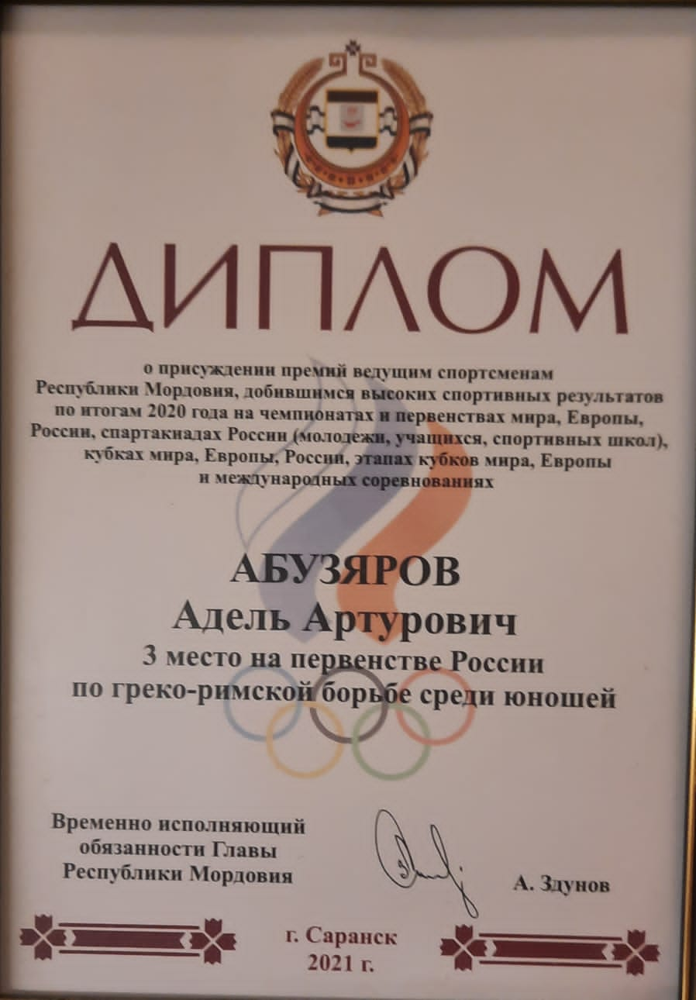 ДИПЛОМ
о присуждении премий ведущим спортсменам
Республики Мордовия, добившимся высоких спортивных результатов
по итогам 2020 года на чемпионатах и первенствах мира, Европы,
России, спартакиадах России (молодежи, учащихся, спортивных школ),
кубках мира, Европы, России, этапах кубков мира, Европы
и международных соревнованиях
АБУЗЯРОВ
Адель Артурович
3 место на первенстве России
по греко-римской борьбе среди юношей
Временно исполняющий
обязанности Главы
Республики Мордовия
А. Здунов
г. Саранск
2021 г.